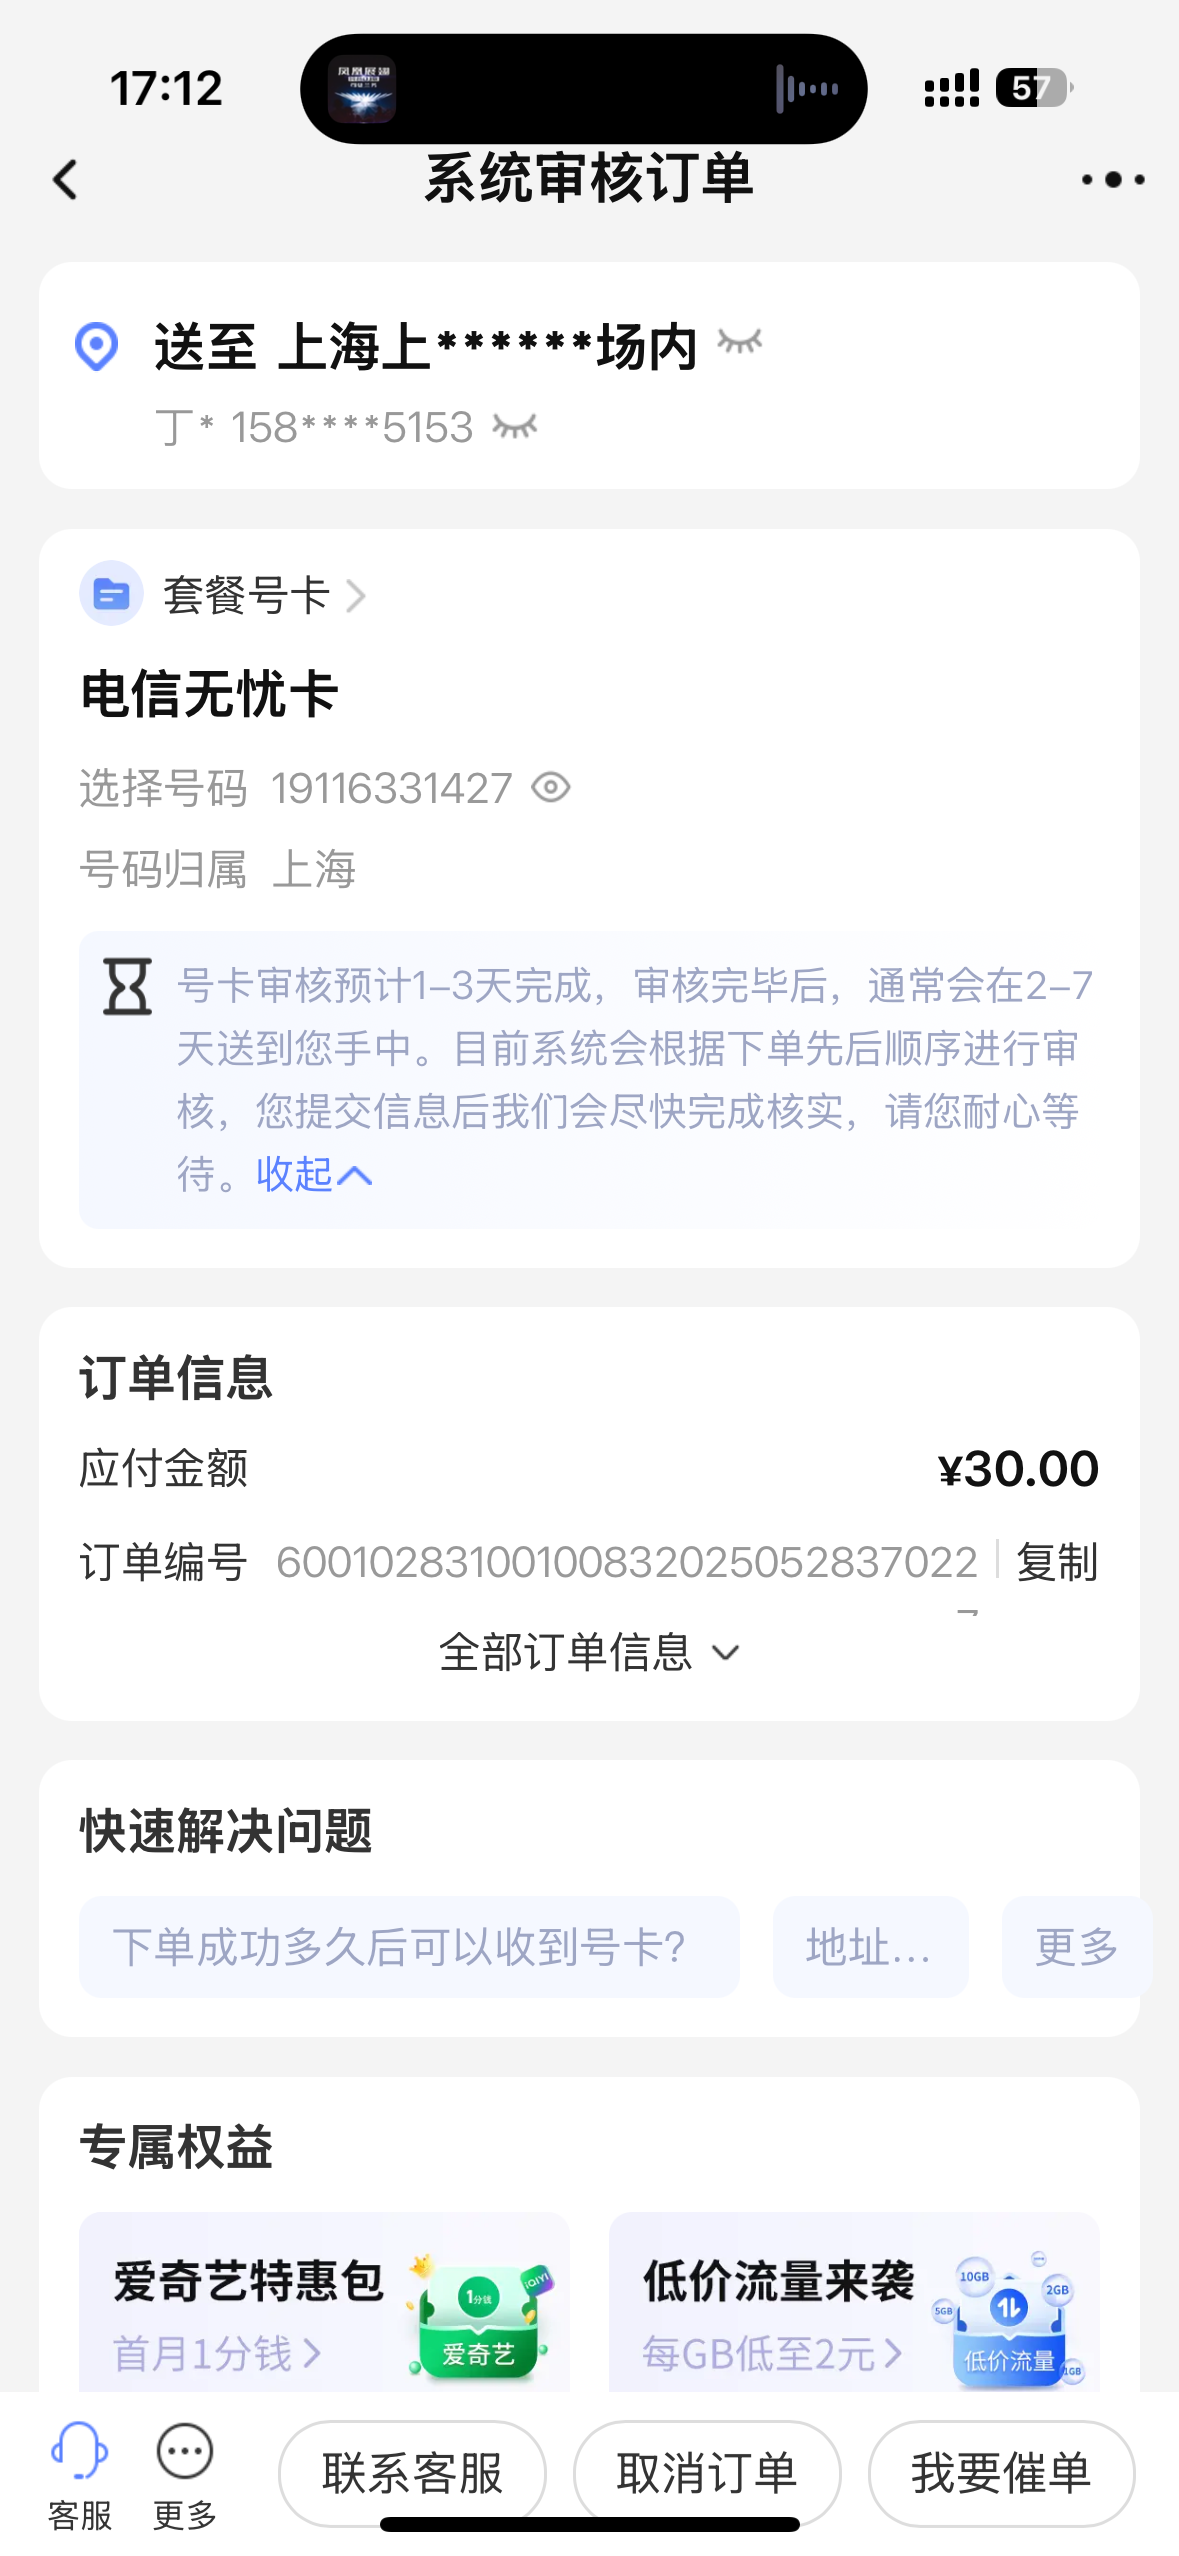 17:12
凤凰展翅
57
系统审核订单
送至 上海上******场内
丁* 158****5153
套餐号卡
电信无忧卡
选择号码 19116331427
号码归属 上海
号卡审核预计1-3天完成，审核完毕后，通常会在2-7
天送到您手中。目前系统会根据下单先后顺序进行审
核，您提交信息后我们会尽快完成核实，请您耐心等
待。收起
订单信息
应付金额 ¥30.00
订单编号 6001028310010083202505283702​2 复制
全部订单信息
快速解决问题
下单成功多久后可以收到号卡?
地址...
更多
专属权益
爱奇艺特惠包
首月1分钱
1分钱
iQIYI
爱奇艺
低价流量来袭
每GB低至2元
10GB
2GB
5GB
1GB
低价流量
客服
更多
联系客服
取消订单
我要催单